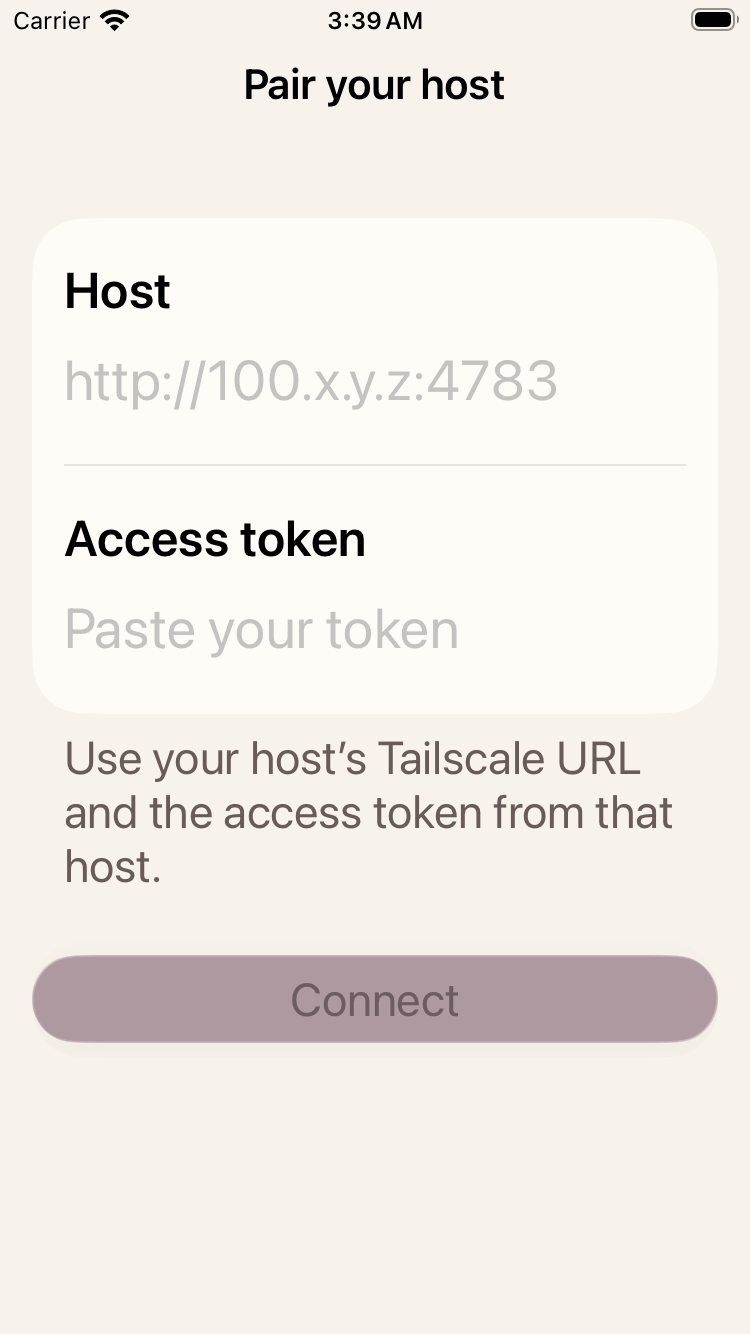 Carrier 3:39 AM
Pair your host
Host
http://100.x.y.z:4783
Access token
Paste your token
Use your host’s Tailscale URL
and the access token from that
host.
Connect